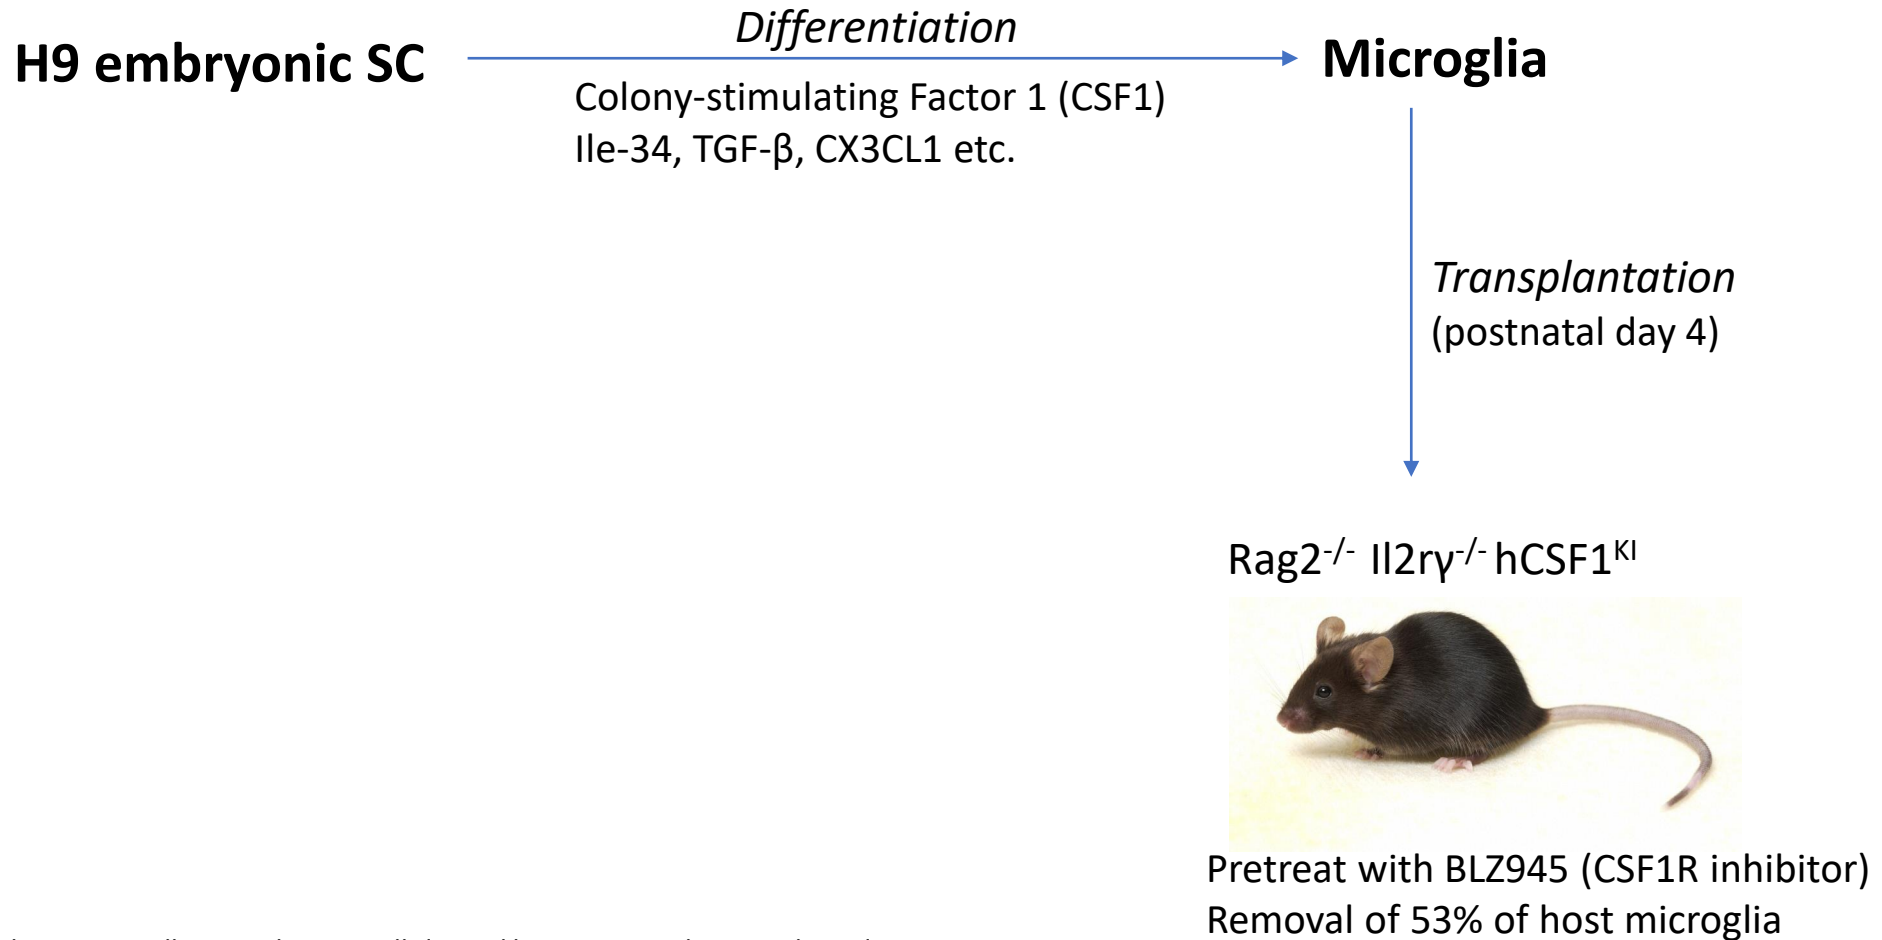 Differentiation
H9 embryonic SC
Microglia
Colony-stimulating Factor 1 (CSF1)
Ile-34, TGF-β, CX3CL1 etc.
Transplantation
(postnatal day 4)
Rag2-/- Il2rγ-/- hCSF1KI
Pretreat with BLZ945 (CSF1R inhibitor)
Removal of 53% of host microglia